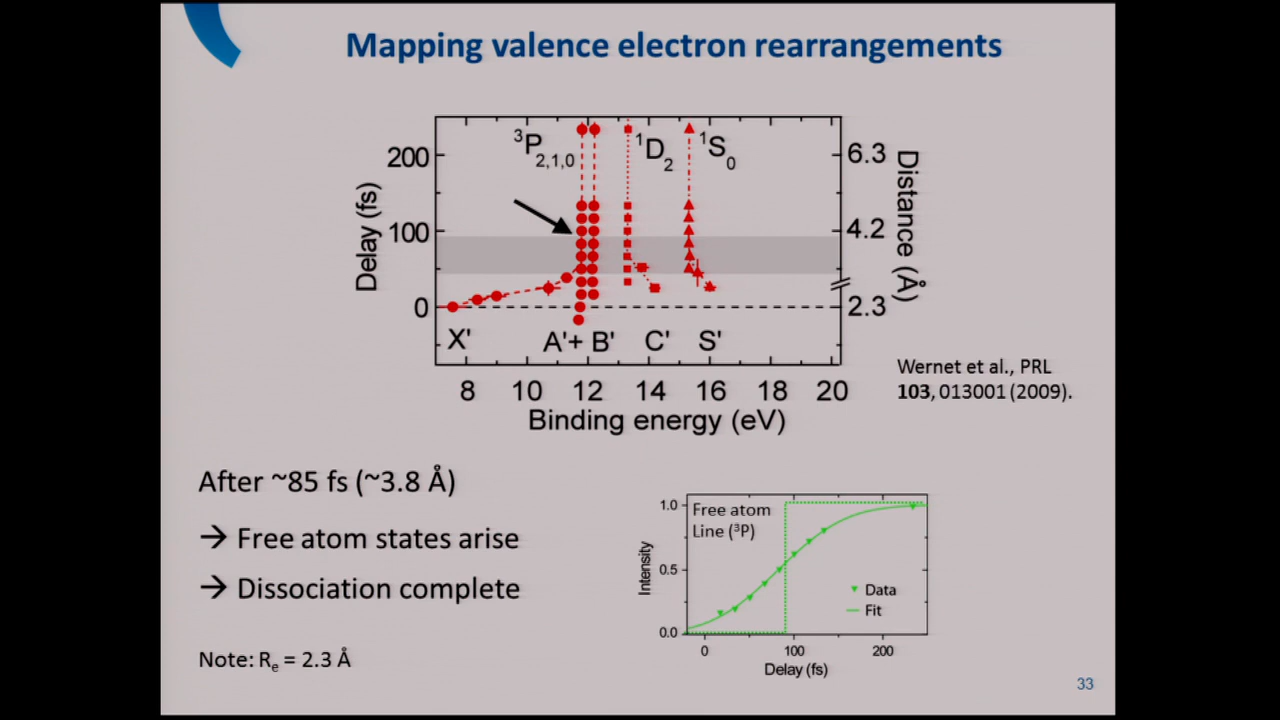 Mapping valence electron rearrangements
³P₂,₁,₀
¹D₂
¹S₀
200
100
0
Delay (fs)
6.3
4.2
2.3
Distance (Å)
X'
A'+ B'
C'
S'
8 10 12 14 16 18 20
Binding energy (eV)
Wernet et al., PRL
103, 013001 (2009).
After ~85 fs (~3.8 Å)
→ Free atom states arise
→ Dissociation complete
Note: Rₑ = 2.3 Å
Free atom
Line (³P)
1.0
0.5
0.0
Intensity
Data
Fit
0 100 200
Delay (fs)
33